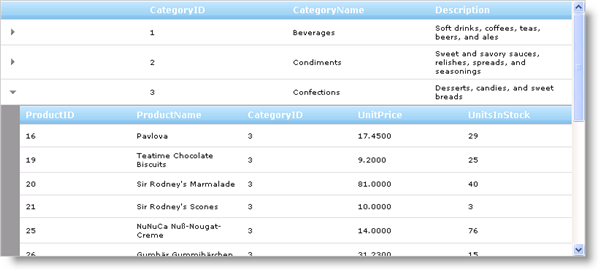 CategoryID CategoryName Description
1 Beverages Soft drinks, coffees, teas,
beers, and ales
2 Condiments Sweet and savory sauces,
relishes, spreads, and
seasonings
3 Confections Desserts, candies, and sweet
breads
ProductID ProductName CategoryID UnitPrice UnitsInStock
16 Pavlova 3 17.4500 29
19 Teatime Chocolate
Biscuits 3 9.2000 25
20 Sir Rodney's Marmalade 3 81.0000 40
21 Sir Rodney's Scones 3 10.0000 3
25 NuNuCa Nuß-Nougat-
Creme 3 14.0000 76
26 Gumbär Gummibärchen 3 31.2300 15